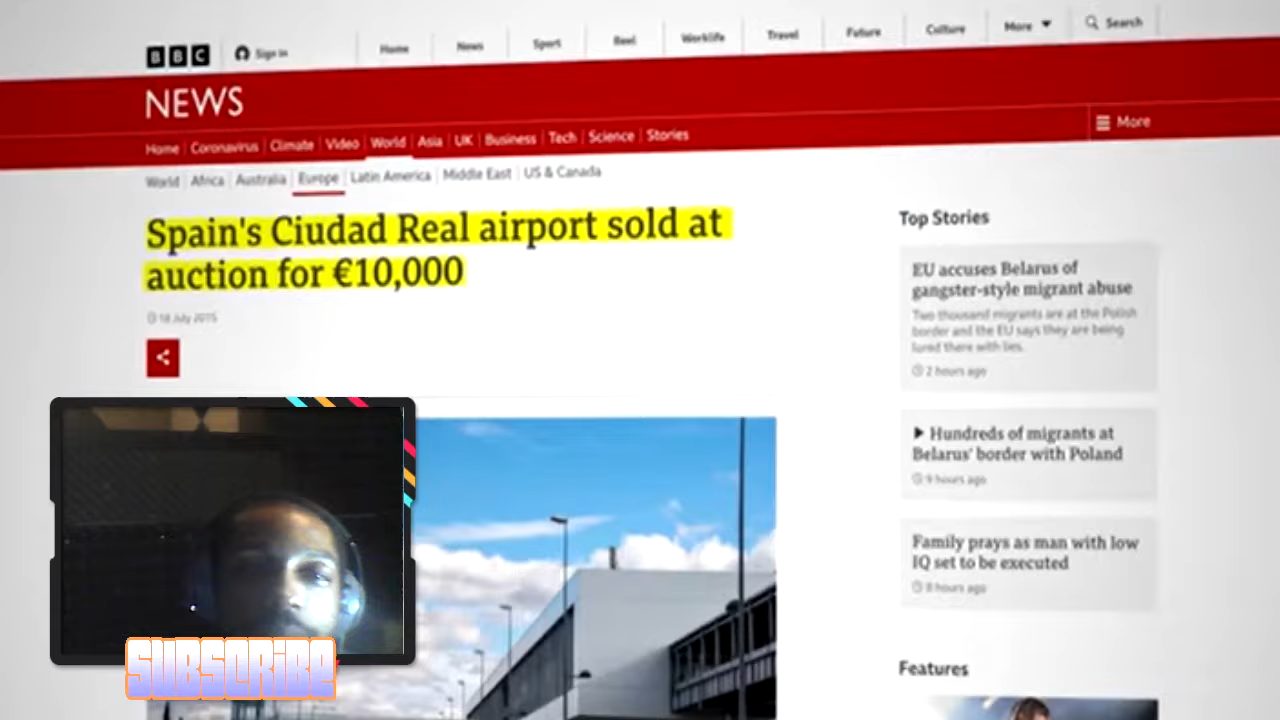 BBC
Sign in
Home
News
Sport
Reel
Worklife
Travel
Future
Culture
More
Search
NEWS
Home
Coronavirus
Climate
Video
World
Asia
UK
Business
Tech
Science
Stories
More
World
Africa
Australia
Europe
Latin America
Middle East
US & Canada
Spain's Ciudad Real airport sold at
auction for €10,000
18 July 2015
Top Stories
EU accuses Belarus of
gangster-style migrant abuse
Two thousand migrants are at the Polish
border and the EU says they are being
lured there with lies.
2 hours ago
Hundreds of migrants at
Belarus' border with Poland
9 hours ago
Family prays as man with low
IQ set to be executed
8 hours ago
Features
SUBSCRIBE